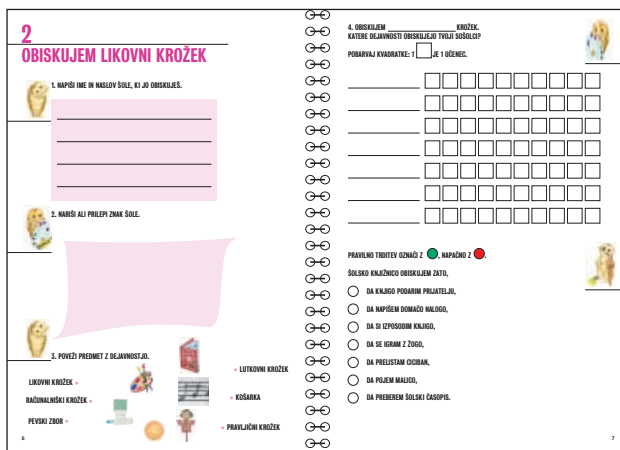 2
OBISKUJEM LIKOVNI KROŽEK
1. NAPIŠI IME IN NASLOV ŠOLE, KI JO OBISKUJEŠ.
2. NARIŠI ALI PRILEPI ZNAK ŠOLE.
3. POVEŽI PREDMET Z DEJAVNOSTJO.
LIKOVNI KROŽEK
RAČUNALNIŠKI KROŽEK
PEVSKI ZBOR
LUTKOVNI KROŽEK
KOŠARKA
PRAVLJIČNI KROŽEK
6
4. OBISKUJEM KROŽEK.
KATERE DEJAVNOSTI OBISKUJEJO TVOJI SOŠOLCI?
POBARVAJ KVADRATKE: 1 JE 1 UČENEC.
PRAVILNO TRDITEV OZNAČI Z , NAPAČNO Z .
ŠOLSKO KNJIŽNICO OBISKUJEM ZATO,
DA KNJIGO PODARIM PRIJATELJU,
DA NAPIŠEM DOMAČO NALOGO,
DA SI IZPOSODIM KNJIGO,
DA SE IGRAM Z ŽOGO,
DA PRELISTAM CICIBAN,
DA POJEM MALICO,
DA PREBEREM ŠOLSKI ČASOPIS.
7